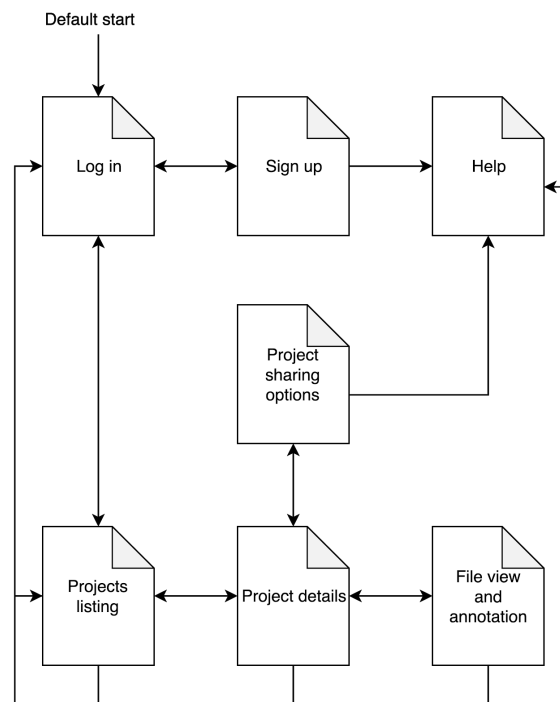 Default start
Log in
Sign up
Help
Project
sharing
options
Projects
listing
Project details
File view
and
annotation